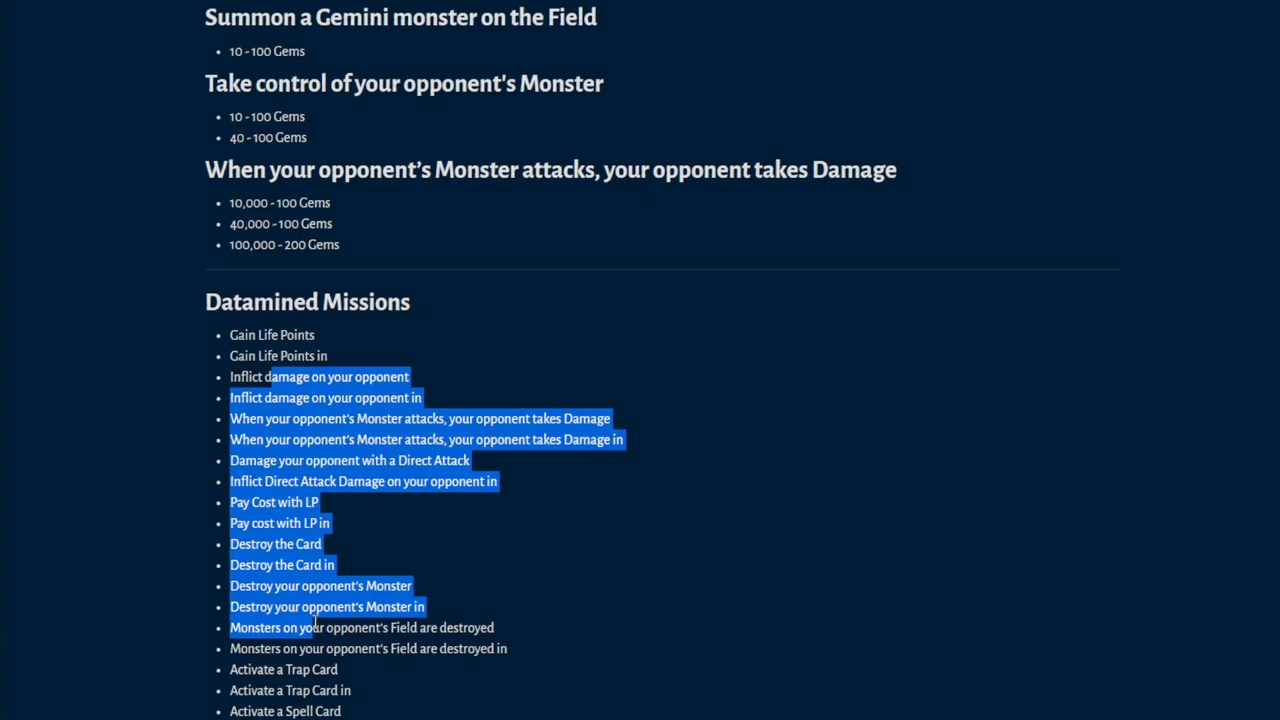 Summon a Gemini monster on the Field
10 - 100 Gems
Take control of your opponent's Monster
10 - 100 Gems
40 - 100 Gems
When your opponent’s Monster attacks, your opponent takes Damage
10,000 - 100 Gems
40,000 - 100 Gems
100,000 - 200 Gems
Datamined Missions
Gain Life Points
Gain Life Points in
Inflict damage on your opponent
Inflict damage on your opponent in
When your opponent's Monster attacks, your opponent takes Damage
When your opponent's Monster attacks, your opponent takes Damage in
Damage your opponent with a Direct Attack
Inflict Direct Attack Damage on your opponent in
Pay Cost with LP
Pay cost with LP in
Destroy the Card
Destroy the Card in
Destroy your opponent's Monster
Destroy your opponent's Monster in
Monsters on your opponent's Field are destroyed
Monsters on your opponent's Field are destroyed in
Activate a Trap Card
Activate a Trap Card in
Activate a Spell Card